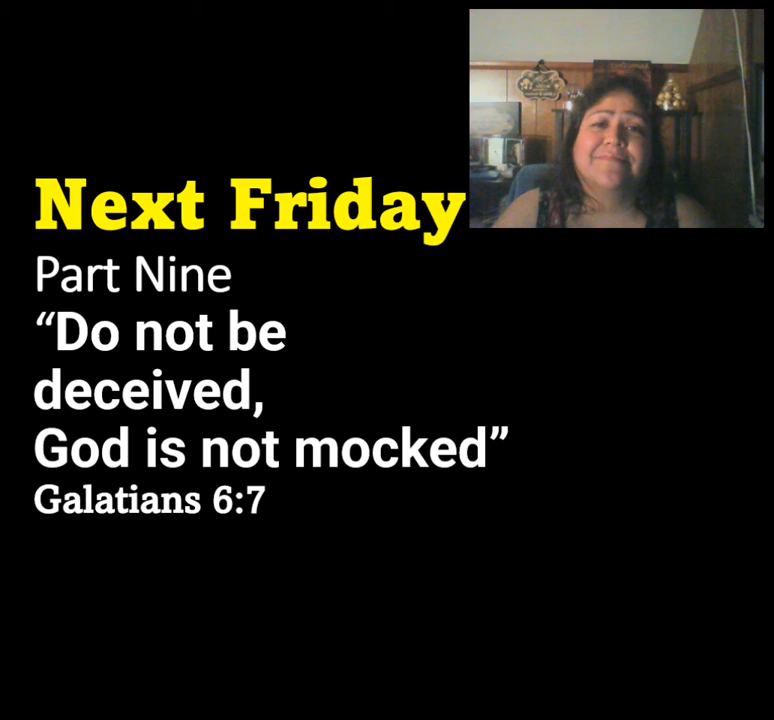 Next Friday
Part Nine
“Do not be
deceived,
God is not mocked”
Galatians 6:7